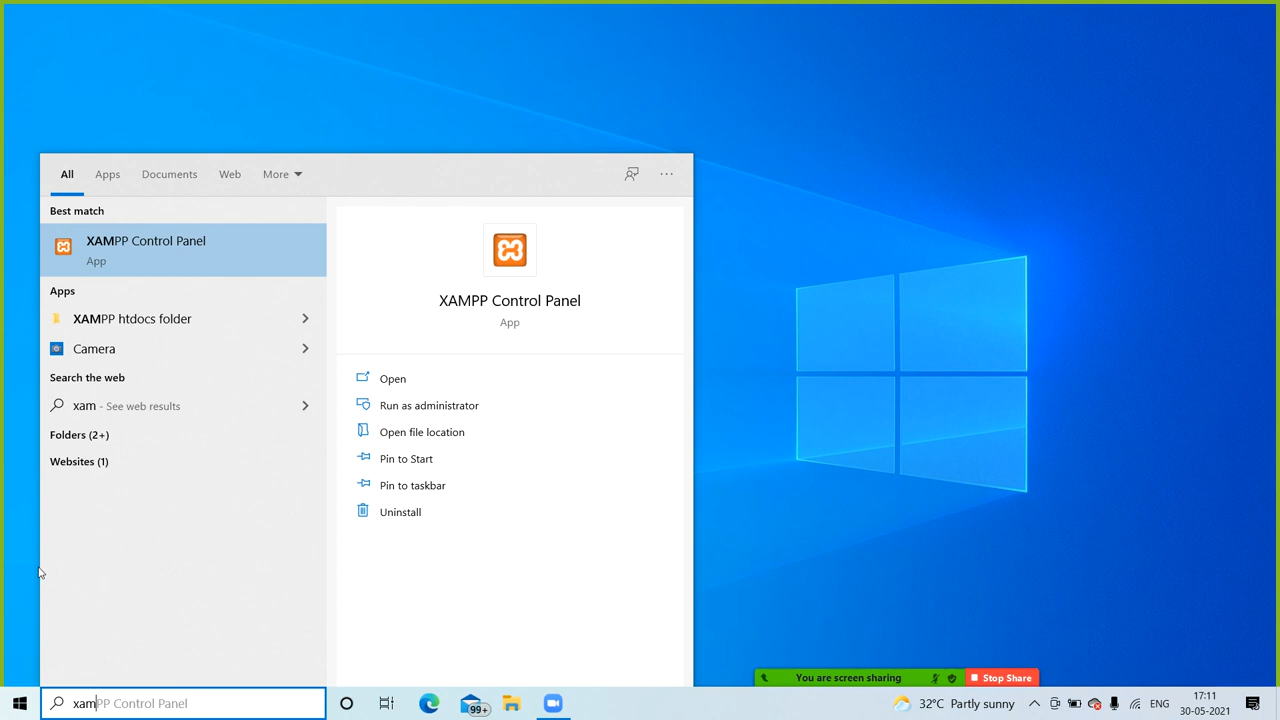 All Apps Documents Web More ...
Best match
XAMPP Control Panel
App
Apps
XAMPP htdocs folder
Camera
Search the web
xam - See web results
Folders (2+)
Websites (1)
XAMPP Control Panel
App
Open
Run as administrator
Open file location
Pin to Start
Pin to taskbar
Uninstall
You are screen sharing Stop Share
xamPP Control Panel
99+
32°C Partly sunny
ENG
17:11
30-05-2021